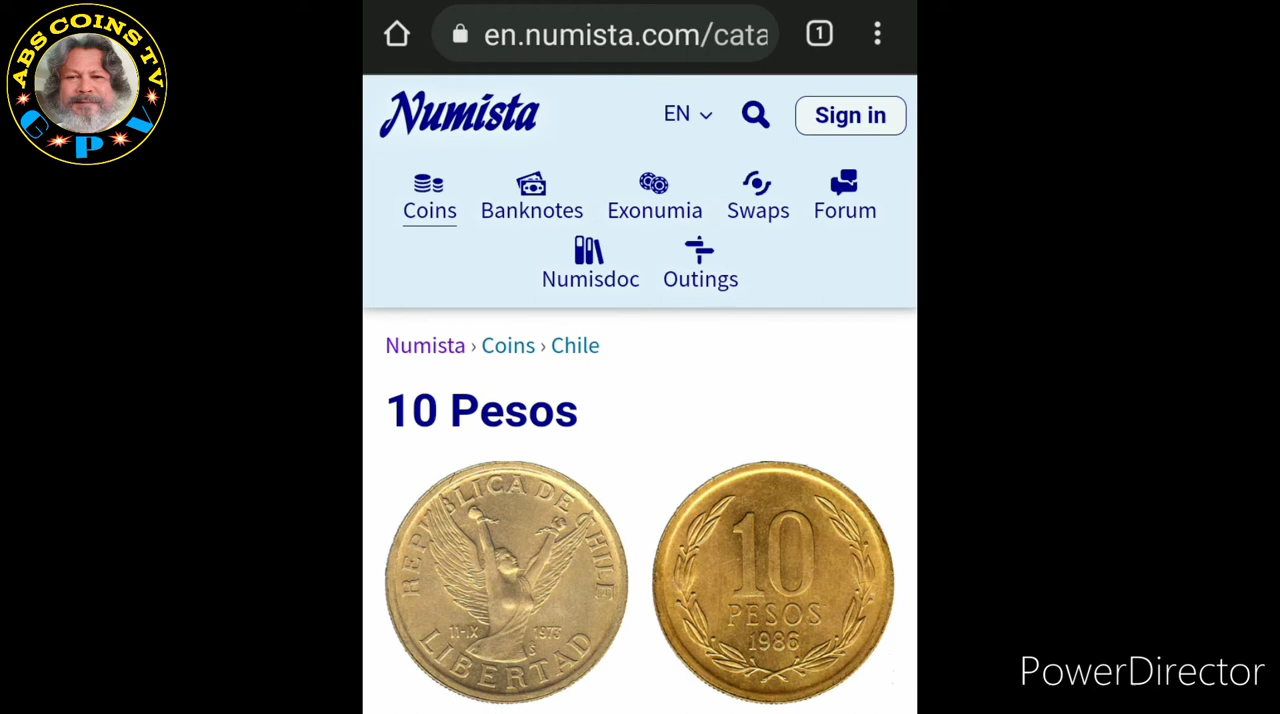 ABS COINS TV
G P V
en.numista.com/cata
1
Numista
EN
Sign in
Coins
Banknotes
Exonumia
Swaps
Forum
Numisdoc
Outings
Numista › Coins › Chile
10 Pesos
REPUBLICA DE CHILE
11-IX 1973
S
LIBERTAD
10
PESOS
1986
PowerDirector